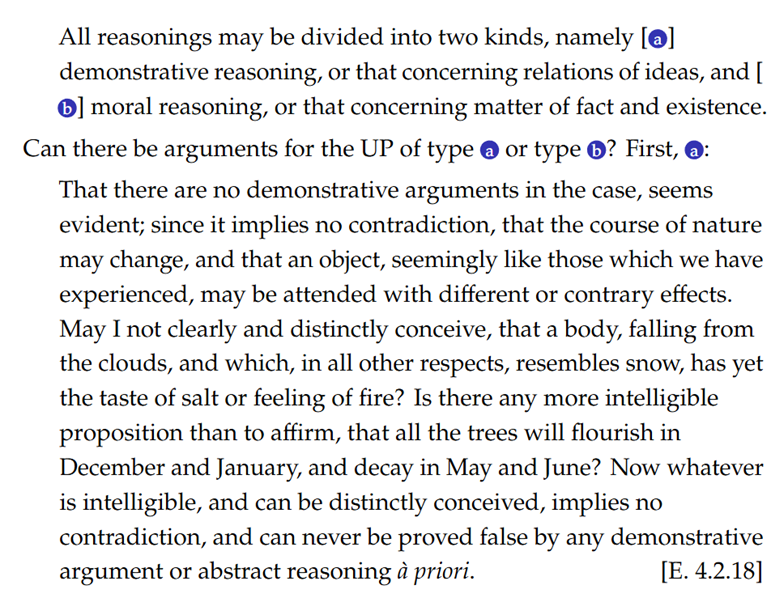 All reasonings may be divided into two kinds, namely [a]
demonstrative reasoning, or that concerning relations of ideas, and [
b] moral reasoning, or that concerning matter of fact and existence.
Can there be arguments for the UP of type a or type b? First, a:
That there are no demonstrative arguments in the case, seems
evident; since it implies no contradiction, that the course of nature
may change, and that an object, seemingly like those which we have
experienced, may be attended with different or contrary effects.
May I not clearly and distinctly conceive, that a body, falling from
the clouds, and which, in all other respects, resembles snow, has yet
the taste of salt or feeling of fire? Is there any more intelligible
proposition than to affirm, that all the trees will flourish in
December and January, and decay in May and June? Now whatever
is intelligible, and can be distinctly conceived, implies no
contradiction, and can never be proved false by any demonstrative
argument or abstract reasoning à priori. [E. 4.2.18]